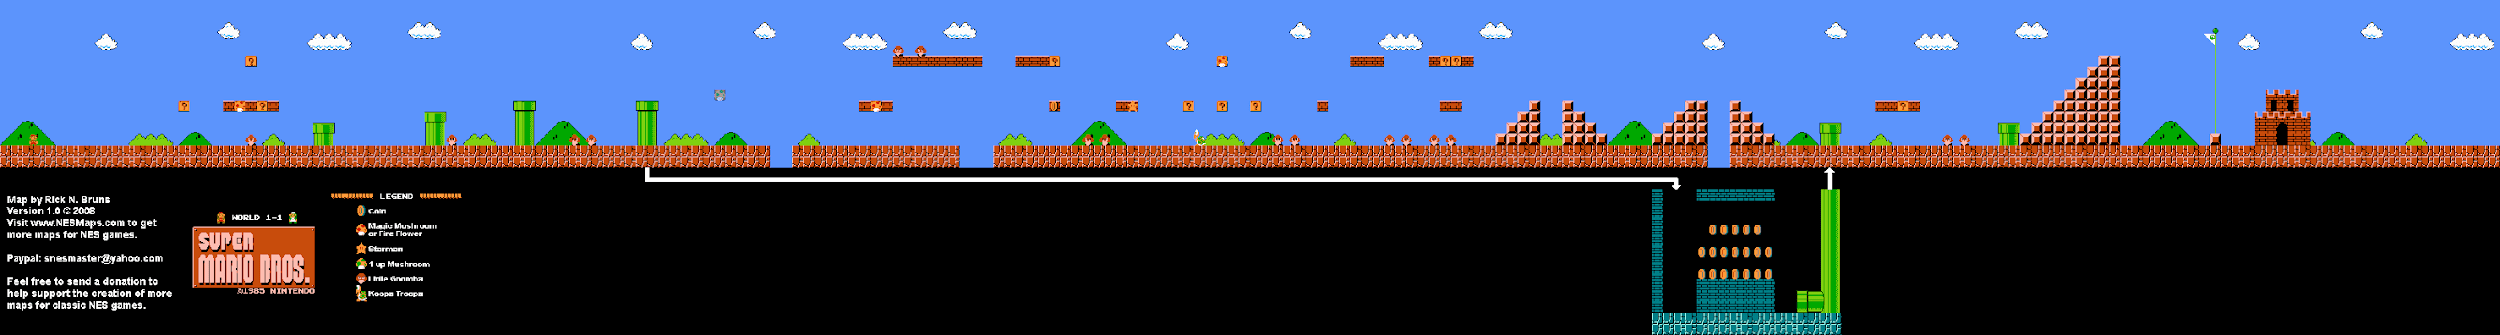 Map by Rick N. Bruns
Version 1.0 © 2008
Visit www.NESMaps.com to get
more maps for NES games.
Paypal: snesmaster@yahoo.com
Feel free to send a donation to
help support the creation of more
maps for classic NES games.
WORLD 1-1
SUPER
MARIO BROS.
©1985 NINTENDO
LEGEND
Coin
Magic Mushroom
or Fire Flower
Starman
1 up Mushroom
Little Goomba
Koopa Troopa